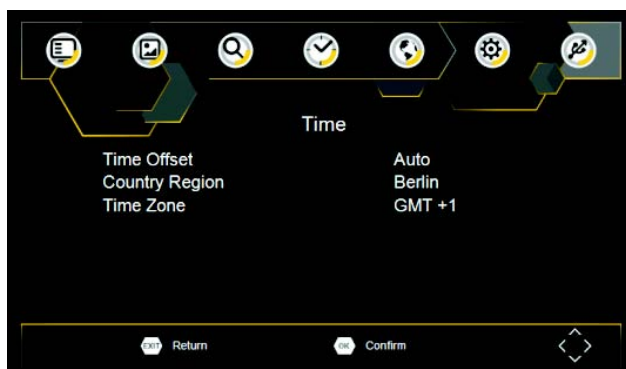 Time
Time Offset Auto
Country Region Berlin
Time Zone GMT +1
EXIT Return OK Confirm